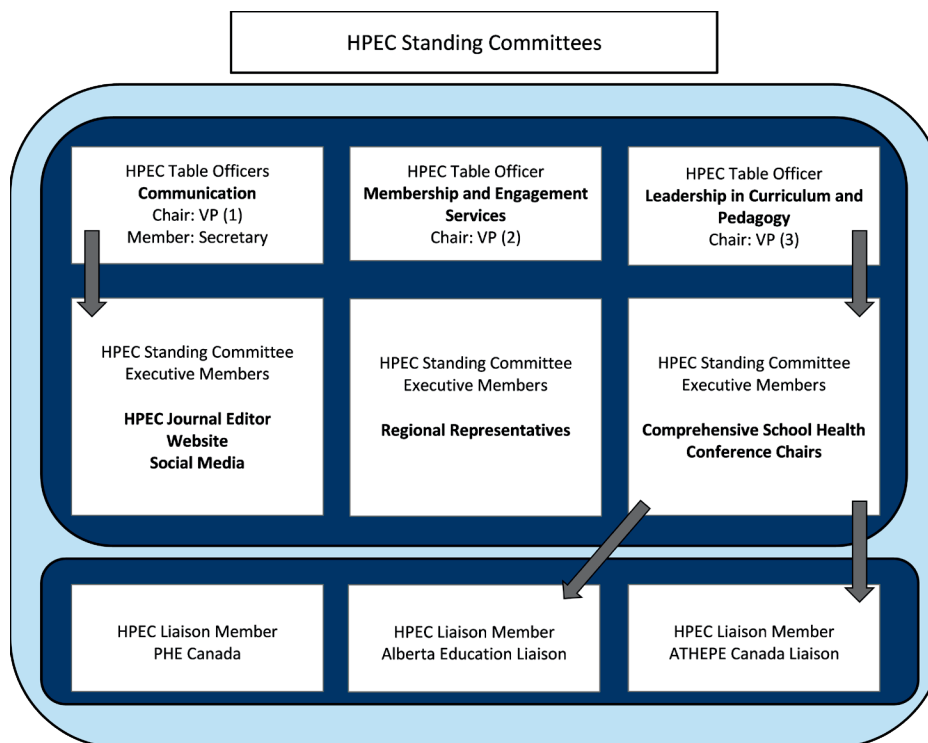 HPEC Standing Committees
HPEC Table Officers
Communication
Chair: VP (1)
Member: Secretary
HPEC Table Officer
Membership and Engagement
Services
Chair: VP (2)
HPEC Table Officer
Leadership in Curriculum and
Pedagogy
Chair: VP (3)
HPEC Standing Committee
Executive Members
HPEC Journal Editor
Website
Social Media
HPEC Standing Committee
Executive Members
Regional Representatives
HPEC Standing Committee
Executive Members
Comprehensive School Health
Conference Chairs
HPEC Liaison Member
PHE Canada
HPEC Liaison Member
Alberta Education Liaison
HPEC Liaison Member
ATHEPE Canada Liaison